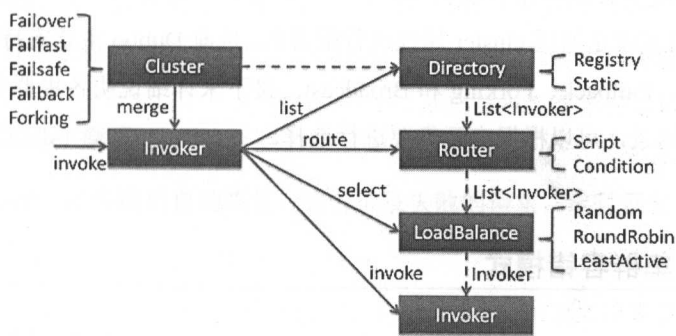 Failover
Failfast
Failsafe
Failback
Forking
Cluster
merge
invoke
Invoker
list
route
select
invoke
Directory
Registry
Static
List<Invoker>
Router
Script
Condition
List<Invoker>
LoadBalance
Random
RoundRobin
LeastActive
Invoker
Invoker